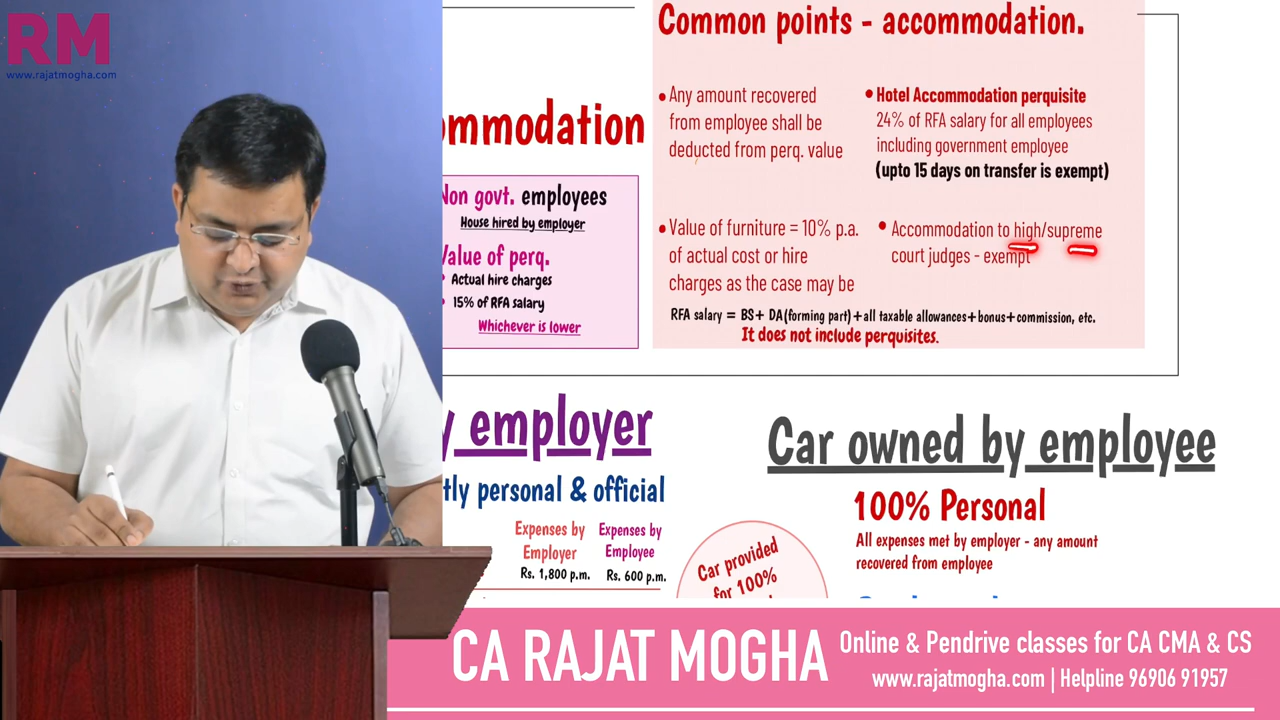 RM
www.rajatmogha.com
ommodation
Non govt. employees
House hired by employer
Value of perq.
Actual hire charges
15% of RFA salary
Whichever is lower
Common points - accommodation.
• Any amount recovered
from employee shall be
deducted from perq. value
• Hotel Accommodation perquisite
24% of RFA salary for all employees
including government employee
(upto 15 days on transfer is exempt)
• Value of furniture = 10% p.a.
of actual cost or hire
charges as the case may be
• Accommodation to high/supreme
court judges - exempt
RFA salary = BS+ DA(forming part)+all taxable allowances+bonus+commission, etc.
It does not include perquisites.
y employer
tly personal & official
Expenses by
Employer
Rs. 1,800 p.m.
Expenses by
Employee
Rs. 600 p.m.
Car provided
for 100%
Car owned by employee
100% Personal
All expenses met by employer - any amount
recovered from employee
CA RAJAT MOGHA
Online & Pendrive classes for CA CMA & CS
www.rajatmogha.com | Helpline 96906 91957